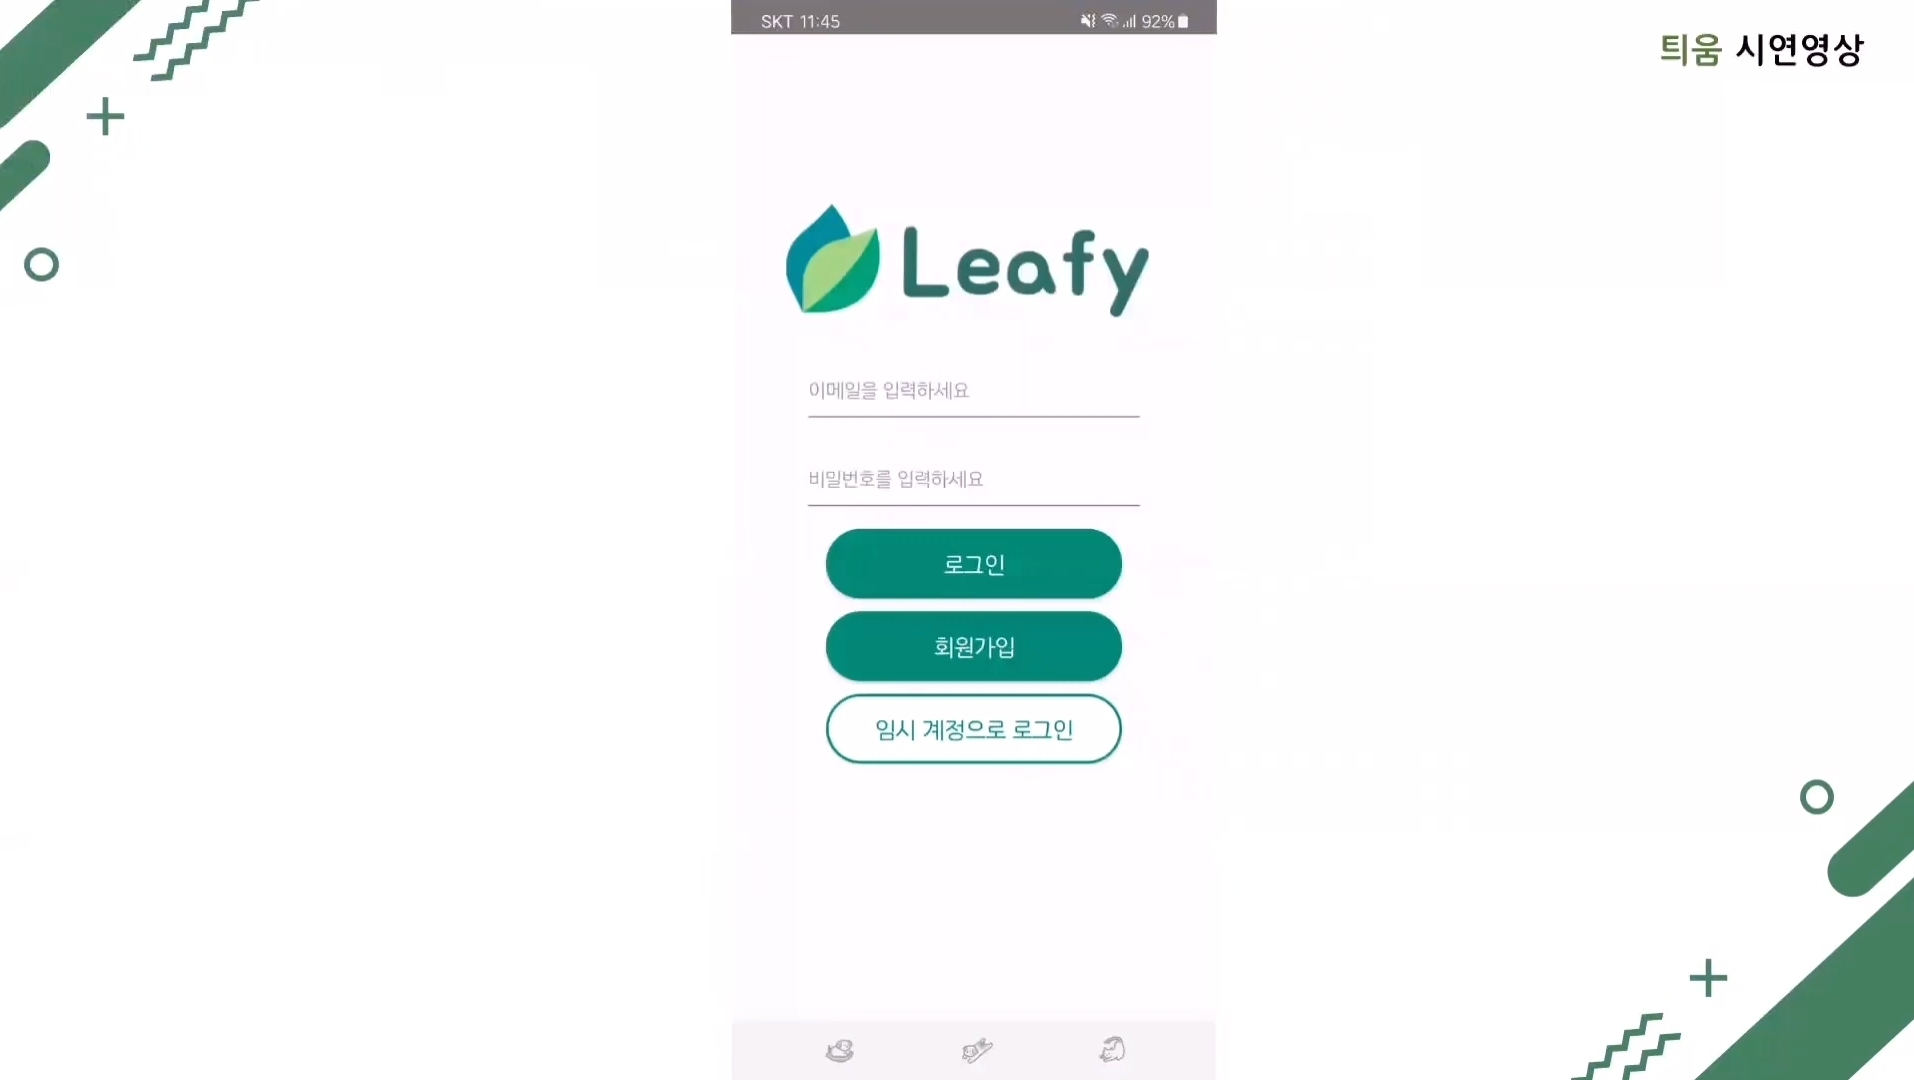 SKT 11:45 92%
틔움 시연영상
Leafy
이메일을 입력하세요
비밀번호를 입력하세요
로그인
회원가입
임시 계정으로 로그인